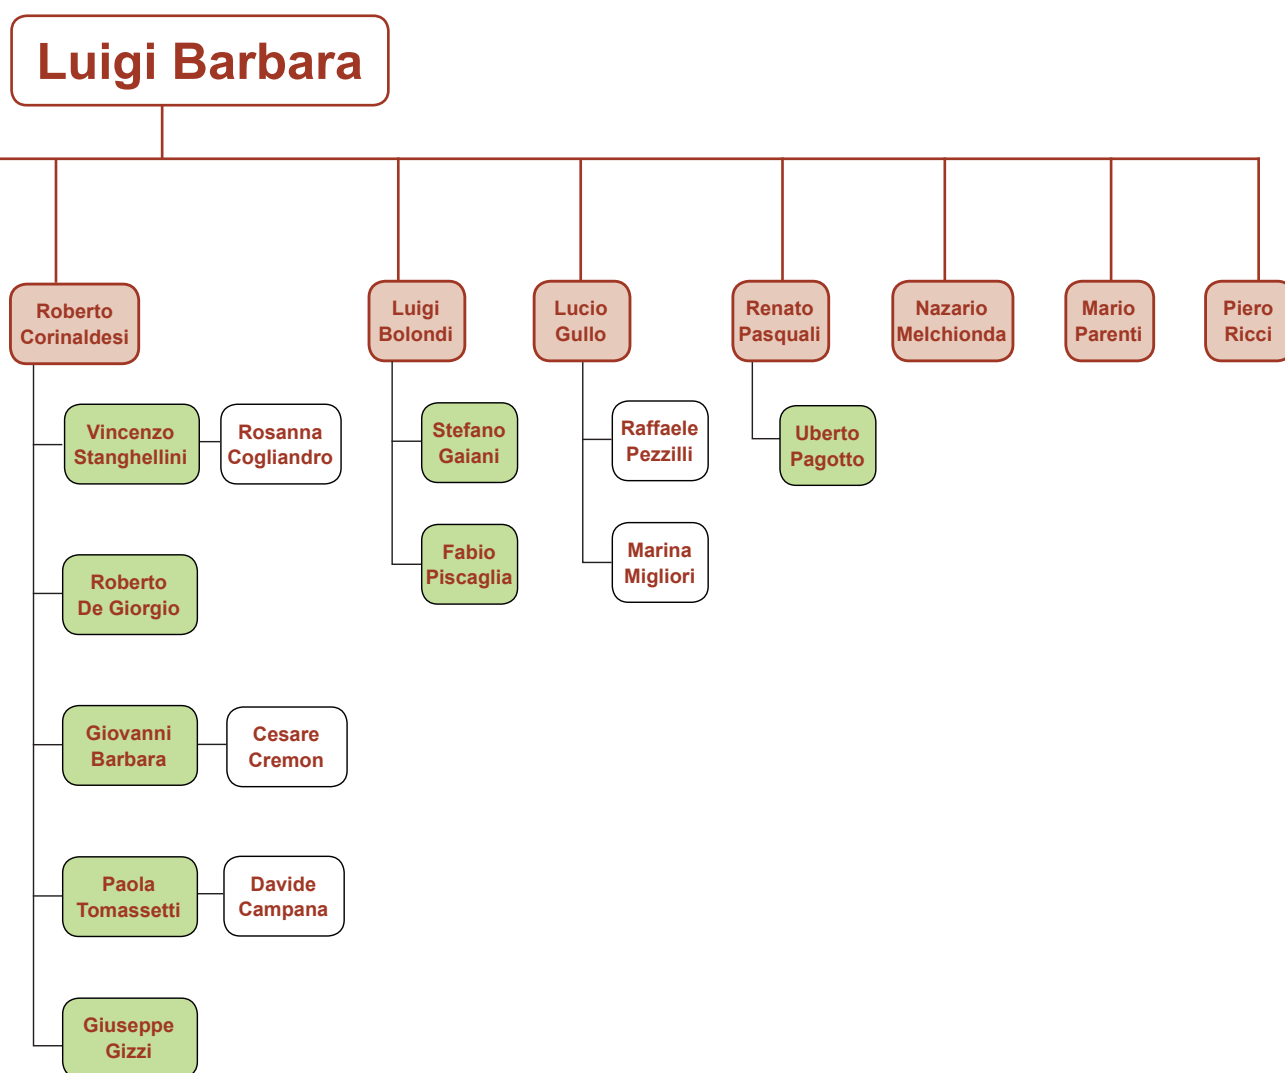 Luigi Barbara
Roberto
Corinaldesi
Luigi
Bolondi
Lucio
Gullo
Renato
Pasquali
Nazario
Melchionda
Mario
Parenti
Piero
Ricci
Vincenzo
Stanghellini
Rosanna
Cogliandro
Stefano
Gaiani
Raffaele
Pezzilli
Uberto
Pagotto
Fabio
Piscaglia
Marina
Migliori
Roberto
De Giorgio
Giovanni
Barbara
Cesare
Cremon
Paola
Tomassetti
Davide
Campana
Giuseppe
Gizzi